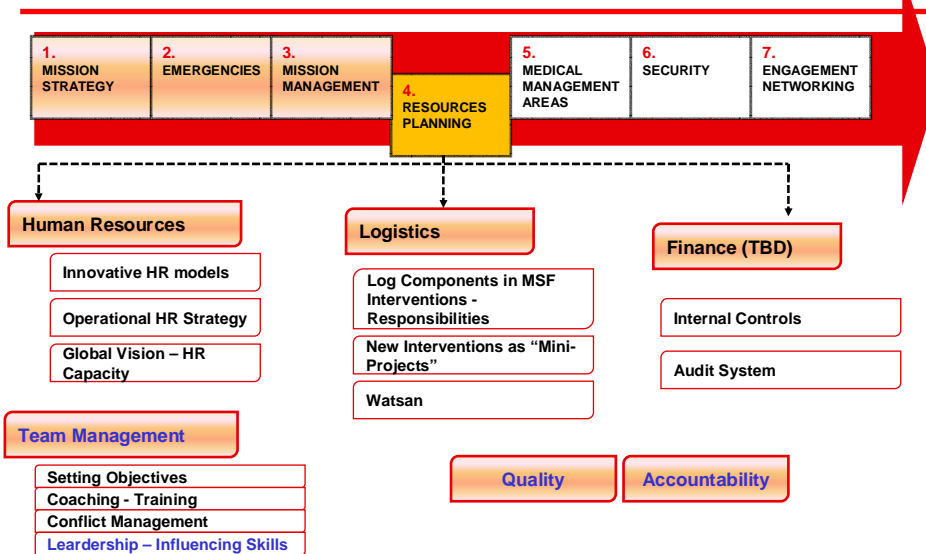 1.
MISSION
STRATEGY
2.
EMERGENCIES
3.
MISSION
MANAGEMENT
4.
RESOURCES
PLANNING
5.
MEDICAL
MANAGEMENT
AREAS
6.
SECURITY
7.
ENGAGEMENT
NETWORKING
Human Resources
Innovative HR models
Operational HR Strategy
Global Vision – HR
Capacity
Logistics
Log Components in MSF
Interventions -
Responsibilities
New Interventions as “Mini-
Projects”
Watsan
Finance (TBD)
Internal Controls
Audit System
Team Management
Setting Objectives
Coaching - Training
Conflict Management
Leardership – Influencing Skills
Quality
Accountability